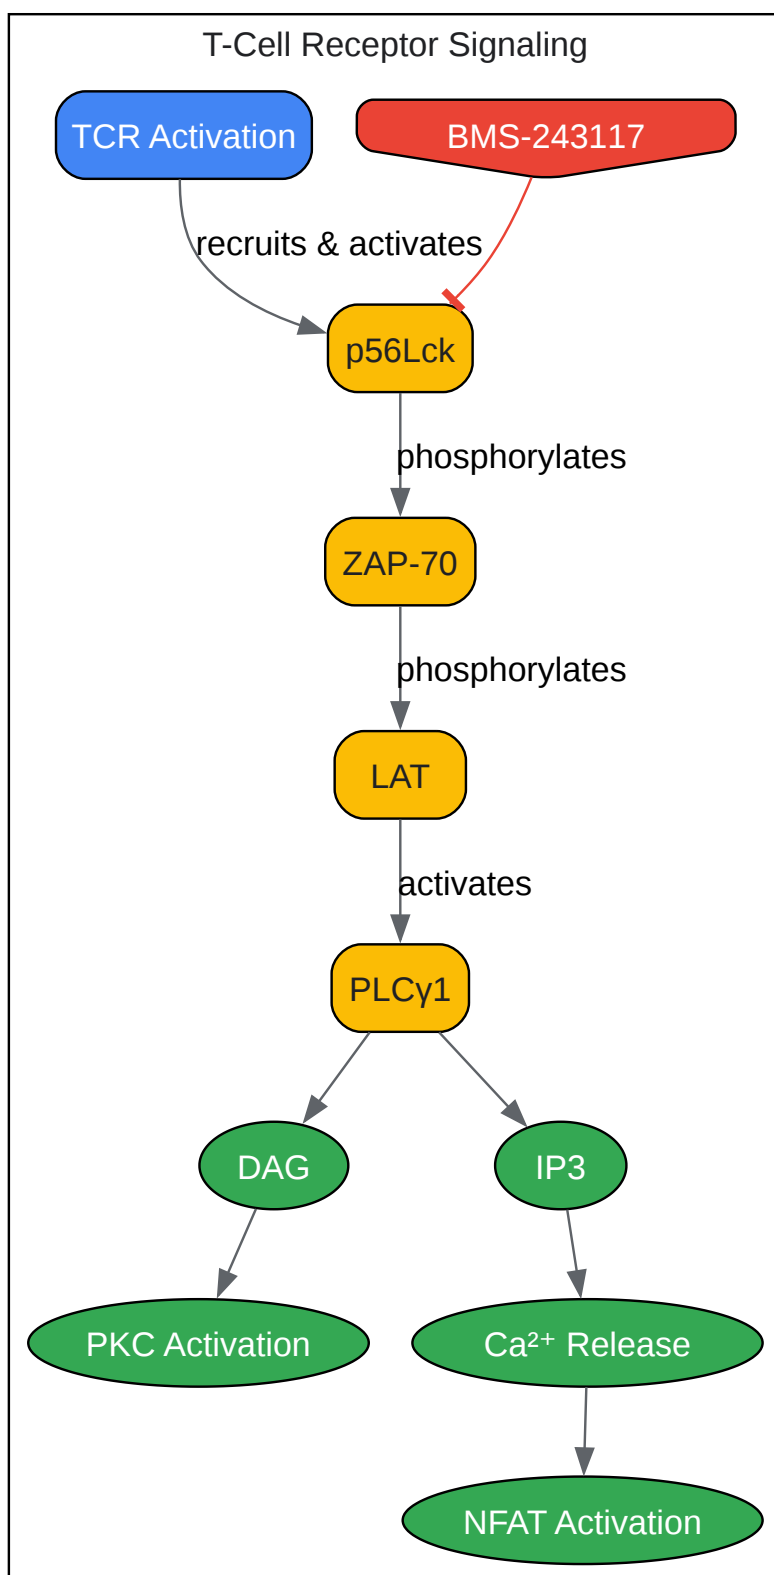 T-Cell Receptor Signaling
TCR Activation
BMS-243117
recruits & activates
p56Lck
phosphorylates
ZAP-70
phosphorylates
LAT
activates
PLCγ1
DAG
IP3
PKC Activation
Ca²⁺ Release
NFAT Activation